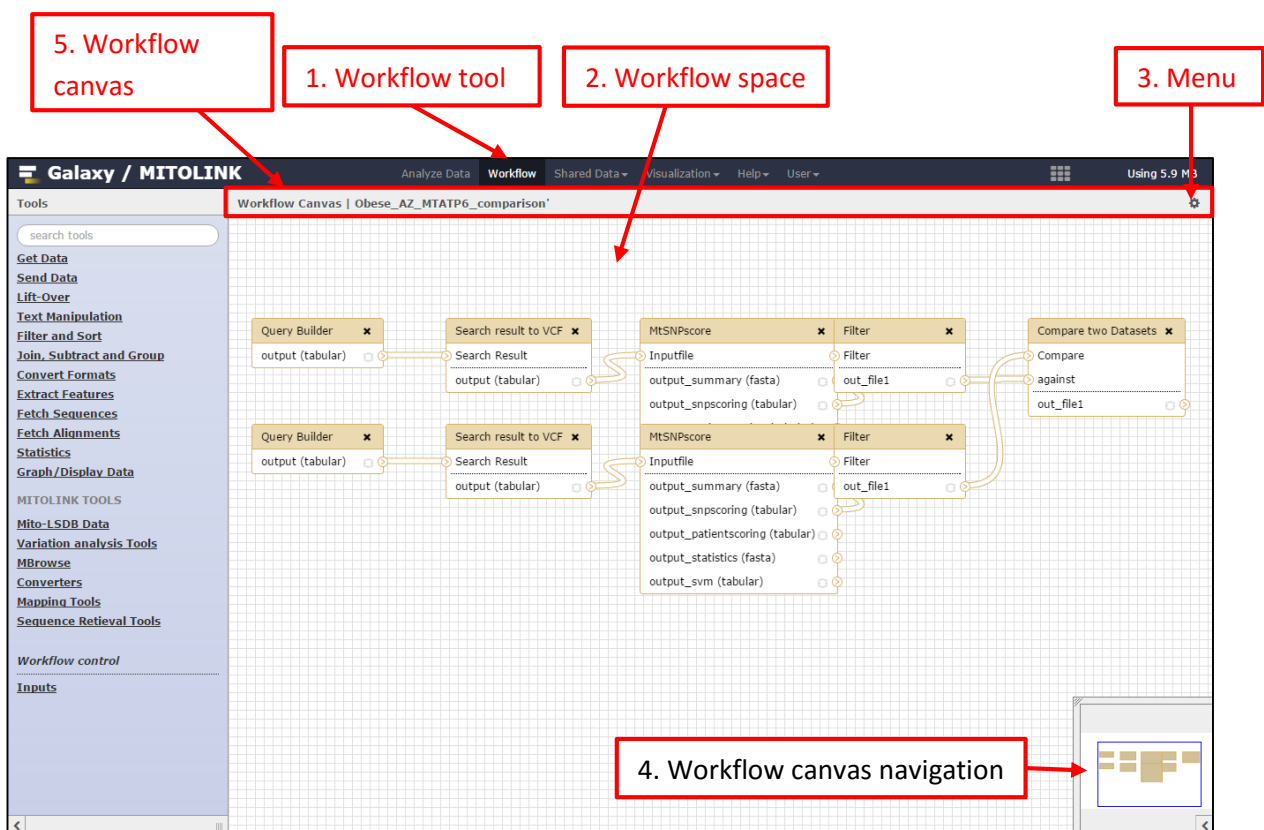 5. Workflow
canvas
1. Workflow tool
2. Workflow space
3. Menu
Galaxy / MITOLINK
Analyze Data Workflow Shared Data Visualization Help User
Using 5.9 MB
Tools
Workflow Canvas | Obese_AZ_MTATP6_comparison'
search tools
Get Data
Send Data
Lift-Over
Text Manipulation
Filter and Sort
Join, Subtract and Group
Convert Formats
Extract Features
Fetch Sequences
Fetch Alignments
Statistics
Graph/Display Data
MITOLINK TOOLS
Mito-LSDB Data
Variation analysis Tools
MBrowse
Converters
Mapping Tools
Sequence Retieval Tools
Workflow control
Inputs
Query Builder
output (tabular)
Search result to VCF
Search Result
output (tabular)
MtSNPscore
Inputfile
output_summary (fasta)
output_snpscoring (tabular)
Filter
Filter
out_file1
Compare two Datasets
Compare
against
out_file1
Query Builder
output (tabular)
Search result to VCF
Search Result
output (tabular)
MtSNPscore
Inputfile
output_summary (fasta)
output_snpscoring (tabular)
output_patientscoring (tabular)
output_statistics (fasta)
output_svm (tabular)
Filter
Filter
out_file1
4. Workflow canvas navigation